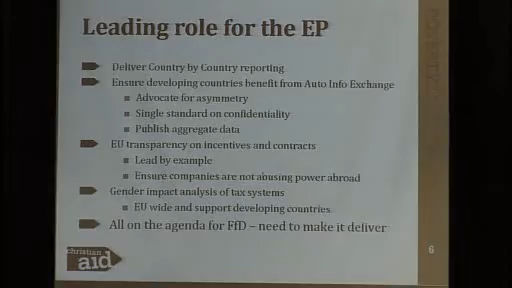 Leading role for the EP
Deliver Country by Country reporting
Ensure developing countries benefit from Auto Info Exchange
Advocate for asymmetry
Single standard on confidentiality
Publish aggregate data
EU transparency on incentives and contracts
Lead by example
Ensure companies are not abusing power abroad
Gender impact analysis of tax systems
EU wide and support developing countries
All on the agenda for FfD – need to make it deliver
christian
aid
6